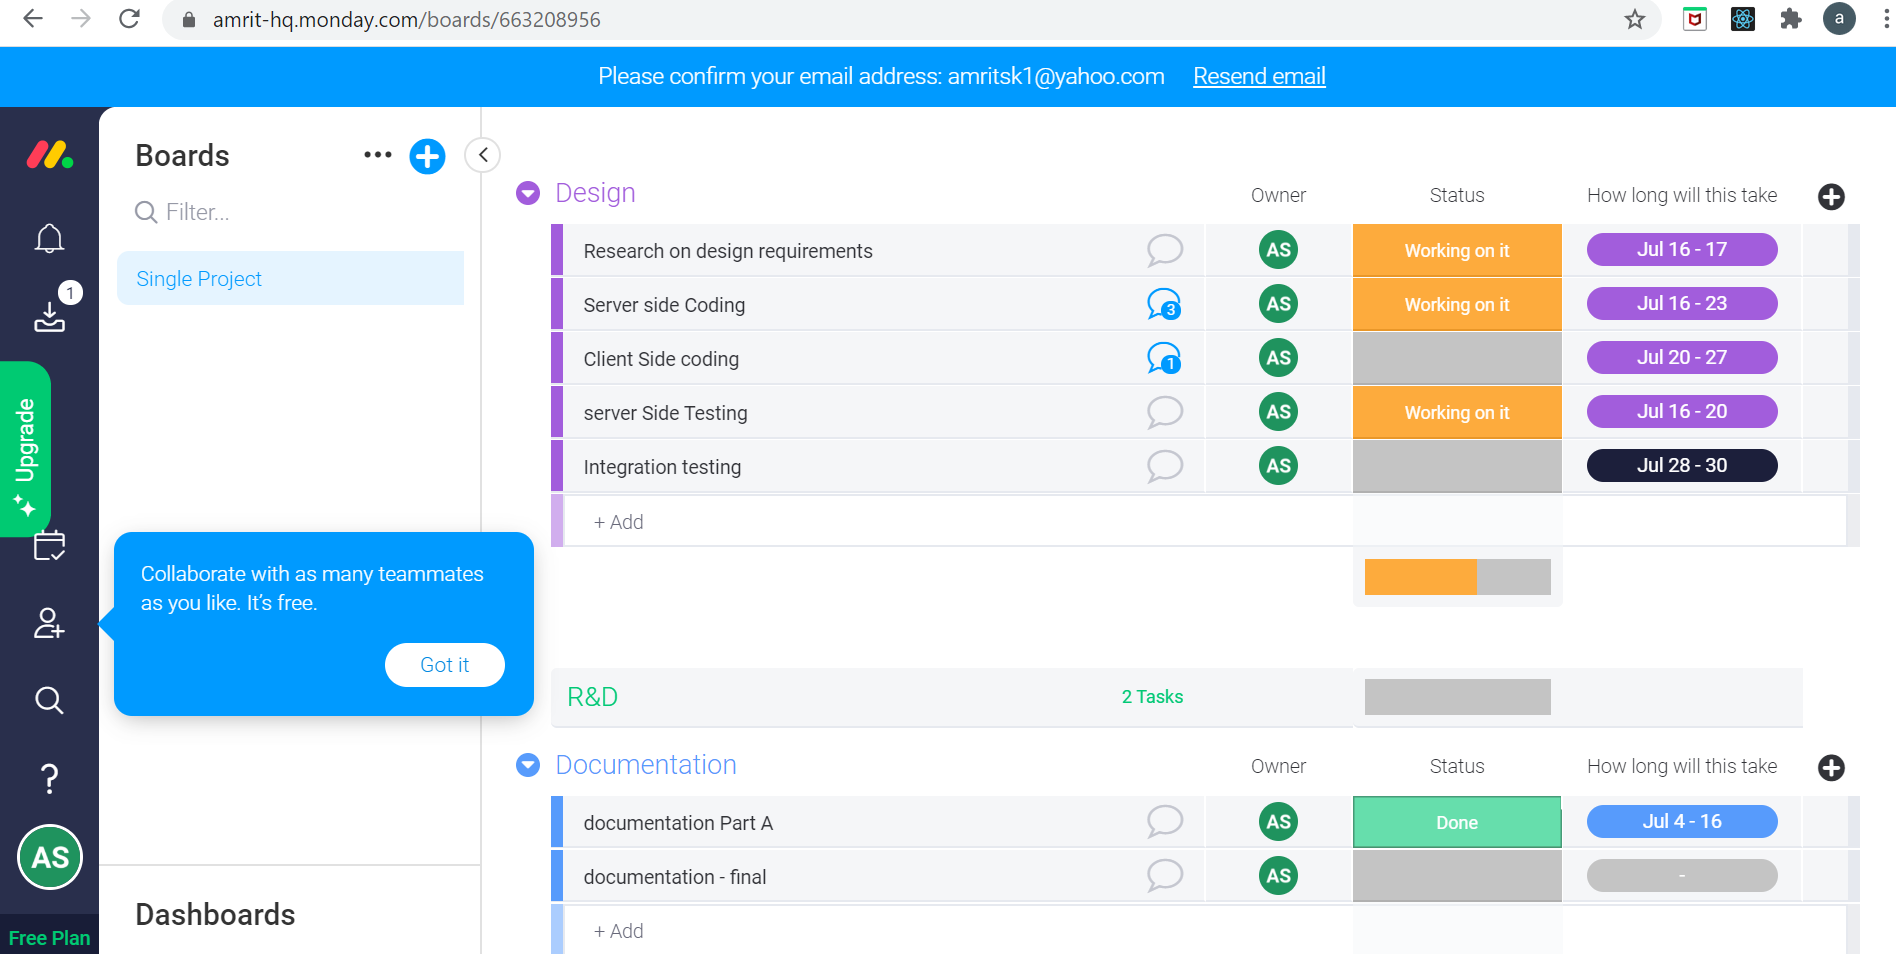 amrit-hq.monday.com/boards/663208956
a
Please confirm your email address: amritsk1@yahoo.com Resend email
Boards
Filter...
Single Project
1
Upgrade
Collaborate with as many teammates
as you like. It's free.
Got it
?
AS
Free Plan
Dashboards
Design Owner Status How long will this take
Research on design requirements AS Working on it Jul 16 - 17
Server side Coding 3 AS Working on it Jul 16 - 23
Client Side coding 1 AS Jul 20 - 27
server Side Testing AS Working on it Jul 16 - 20
Integration testing AS Jul 28 - 30
+ Add
R&D 2 Tasks
Documentation Owner Status How long will this take
documentation Part A AS Done Jul 4 - 16
documentation - final AS -
+ Add